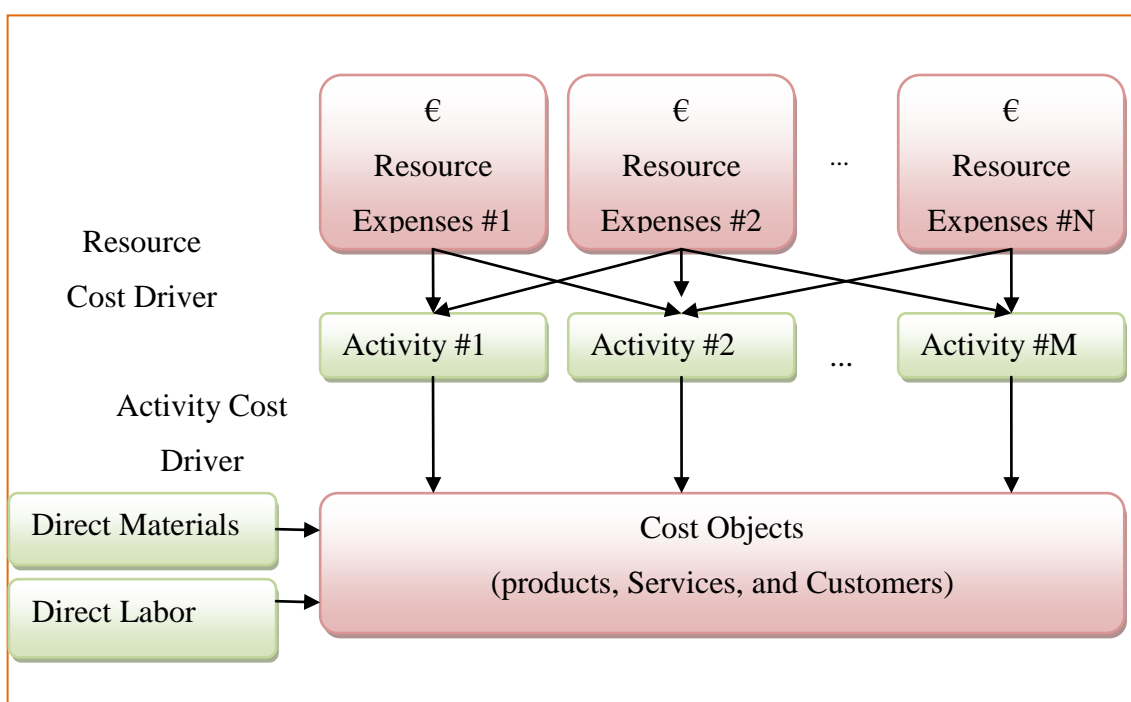 €
Resource
Expenses #1
€
Resource
Expenses #2
...
€
Resource
Expenses #N
Resource
Cost Driver
Activity #1
Activity #2
...
Activity #M
Activity Cost
Driver
Direct Materials
Direct Labor
Cost Objects
(products, Services, and Customers)